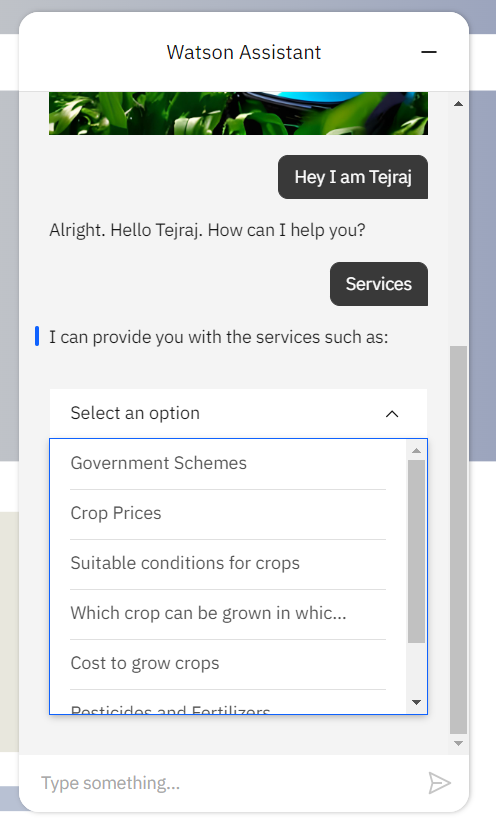 Watson Assistant
Hey I am Tejraj
Alright. Hello Tejraj. How can I help you?
Services
I can provide you with the services such as:
Select an option
Government Schemes
Crop Prices
Suitable conditions for crops
Which crop can be grown in whic...
Cost to grow crops
Pesticides and Fertilizers
Type something...